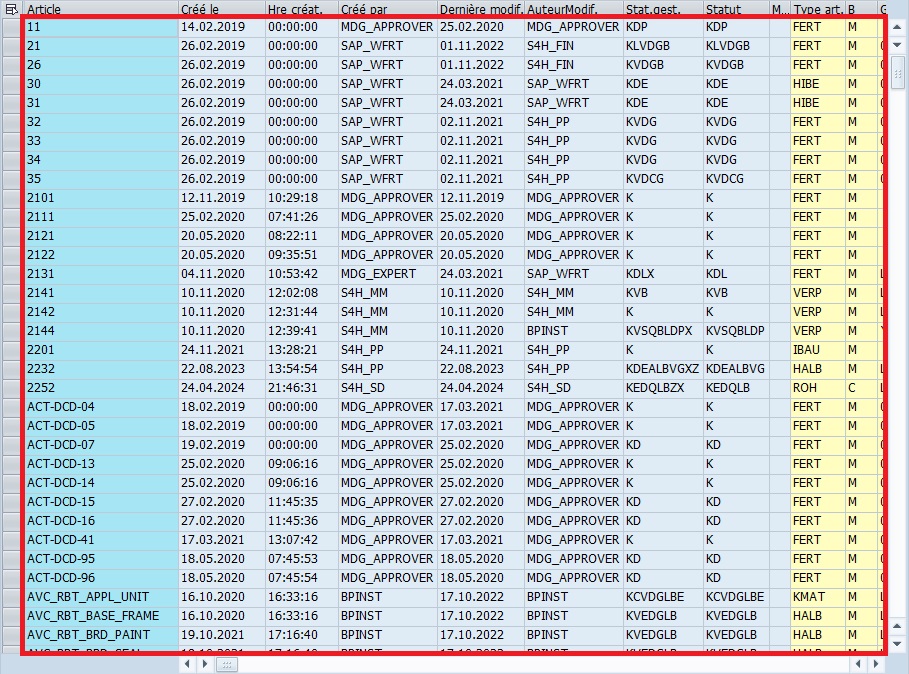 Article Créé le Hre créat. Créé par Dernière modif. AuteurModif. Stat.gest. Statut M... Type art. B G
11 14.02.2019 00:00:00 MDG_APPROVER 25.02.2020 MDG_APPROVER KDP KDP FERT M
21 26.02.2019 00:00:00 SAP_WFRT 01.11.2022 S4H_FIN KLVDGB KLVDGB FERT M
26 26.02.2019 00:00:00 SAP_WFRT 01.11.2022 S4H_FIN KVDGB KVDGB FERT M
30 26.02.2019 00:00:00 SAP_WFRT 24.03.2021 SAP_WFRT KDE KDE HIBE M
31 26.02.2019 00:00:00 SAP_WFRT 24.03.2021 SAP_WFRT KDE KDE HIBE M
32 26.02.2019 00:00:00 SAP_WFRT 02.11.2021 S4H_PP KVDG KVDG FERT M
33 26.02.2019 00:00:00 SAP_WFRT 02.11.2021 S4H_PP KVDG KVDG FERT M
34 26.02.2019 00:00:00 SAP_WFRT 02.11.2021 S4H_PP KVDG KVDG FERT M
35 26.02.2019 00:00:00 SAP_WFRT 02.11.2021 S4H_PP KVDCG KVDCG FERT M
2101 12.11.2019 10:29:18 MDG_APPROVER 12.11.2019 MDG_APPROVER K K FERT M
2111 25.02.2020 07:41:26 MDG_APPROVER 25.02.2020 MDG_APPROVER K K FERT M
2121 20.05.2020 08:22:11 MDG_APPROVER 20.05.2020 MDG_APPROVER K K FERT M
2122 20.05.2020 09:35:51 MDG_APPROVER 20.05.2020 MDG_APPROVER K K FERT M
2131 04.11.2020 10:53:42 MDG_EXPERT 24.03.2021 SAP_WFRT KDLX KDL FERT M
2141 10.11.2020 12:02:08 S4H_MM 10.11.2020 S4H_MM KVB KVB VERP M
2142 10.11.2020 12:31:44 S4H_MM 10.11.2020 S4H_MM K K VERP M
2144 10.11.2020 12:39:41 S4H_MM 10.11.2020 BPINST KVSQBLDPX KVSQBLDP VERP M
2201 24.11.2021 13:28:21 S4H_PP 24.11.2021 S4H_PP K K IBAU M
2232 22.08.2023 13:54:54 S4H_PP 22.08.2023 S4H_PP KDEALBVGXZ KDEALBVG HALB M
2252 24.04.2024 21:46:31 S4H_SD 24.04.2024 S4H_SD KEDQLBZX KEDQLB ROH C
ACT-DCD-04 18.02.2019 00:00:00 MDG_APPROVER 17.03.2021 MDG_APPROVER K K FERT M
ACT-DCD-05 18.02.2019 00:00:00 MDG_APPROVER 17.03.2021 MDG_APPROVER K K FERT M
ACT-DCD-07 19.02.2019 00:00:00 MDG_APPROVER 25.02.2020 MDG_APPROVER KD KD FERT M
ACT-DCD-13 25.02.2020 09:06:16 MDG_APPROVER 25.02.2020 MDG_APPROVER K K FERT M
ACT-DCD-14 25.02.2020 09:06:16 MDG_APPROVER 25.02.2020 MDG_APPROVER K K FERT M
ACT-DCD-15 27.02.2020 11:45:35 MDG_APPROVER 27.02.2020 MDG_APPROVER KD KD FERT M
ACT-DCD-16 27.02.2020 11:45:36 MDG_APPROVER 27.02.2020 MDG_APPROVER KD KD FERT M
ACT-DCD-41 17.03.2021 13:07:42 MDG_APPROVER 17.03.2021 MDG_APPROVER K K FERT M
ACT-DCD-95 18.05.2020 07:45:53 MDG_APPROVER 18.05.2020 MDG_APPROVER KD KD FERT M
ACT-DCD-96 18.05.2020 07:45:54 MDG_APPROVER 18.05.2020 MDG_APPROVER KD KD FERT M
AVC_RBT_APPL_UNIT 16.10.2020 16:33:16 BPINST 17.10.2022 BPINST KCVDGLBE KCVDGLBE KMAT M
AVC_RBT_BASE_FRAME 16.10.2020 16:33:16 BPINST 17.10.2022 BPINST KVEDGLB KVEDGLB HALB M
AVC_RBT_BRD_PAINT 19.10.2021 17:16:40 BPINST 17.10.2022 BPINST KVEDGLB KVEDGLB HALB M